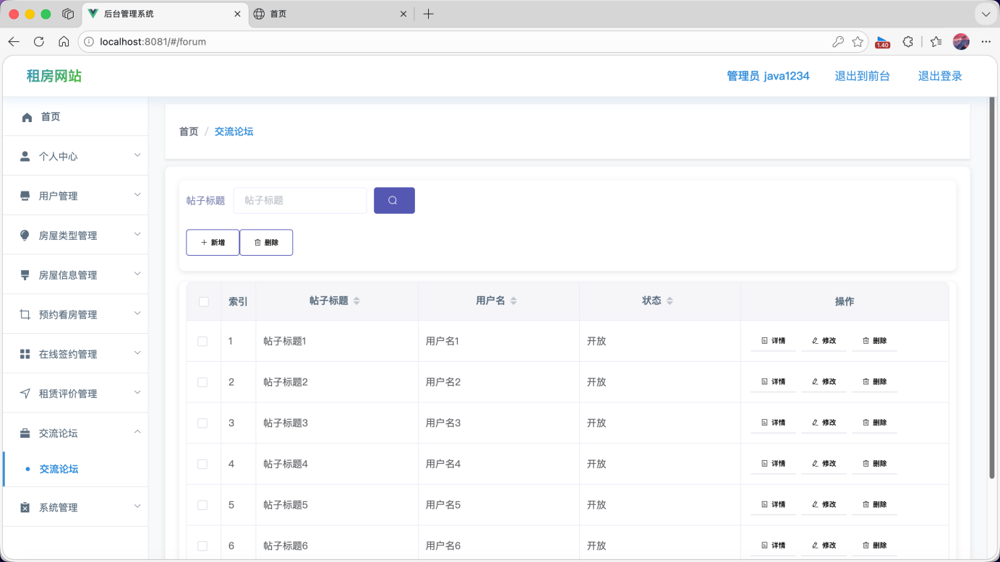 后台管理系统
首页
localhost:8081/#/forum
1.40
租房网站
管理员 java1234
退出到前台
退出登录
首页
个人中心
用户管理
房屋类型管理
房屋信息管理
预约看房管理
在线签约管理
租赁评价管理
交流论坛
交流论坛
系统管理
首页 / 交流论坛
帖子标题 帖子标题
新增 删除
索引 帖子标题 用户名 状态 操作
1 帖子标题1 用户名1 开放 详情 修改 删除
2 帖子标题2 用户名2 开放 详情 修改 删除
3 帖子标题3 用户名3 开放 详情 修改 删除
4 帖子标题4 用户名4 开放 详情 修改 删除
5 帖子标题5 用户名5 开放 详情 修改 删除
6 帖子标题6 用户名6 开放 详情 修改 删除